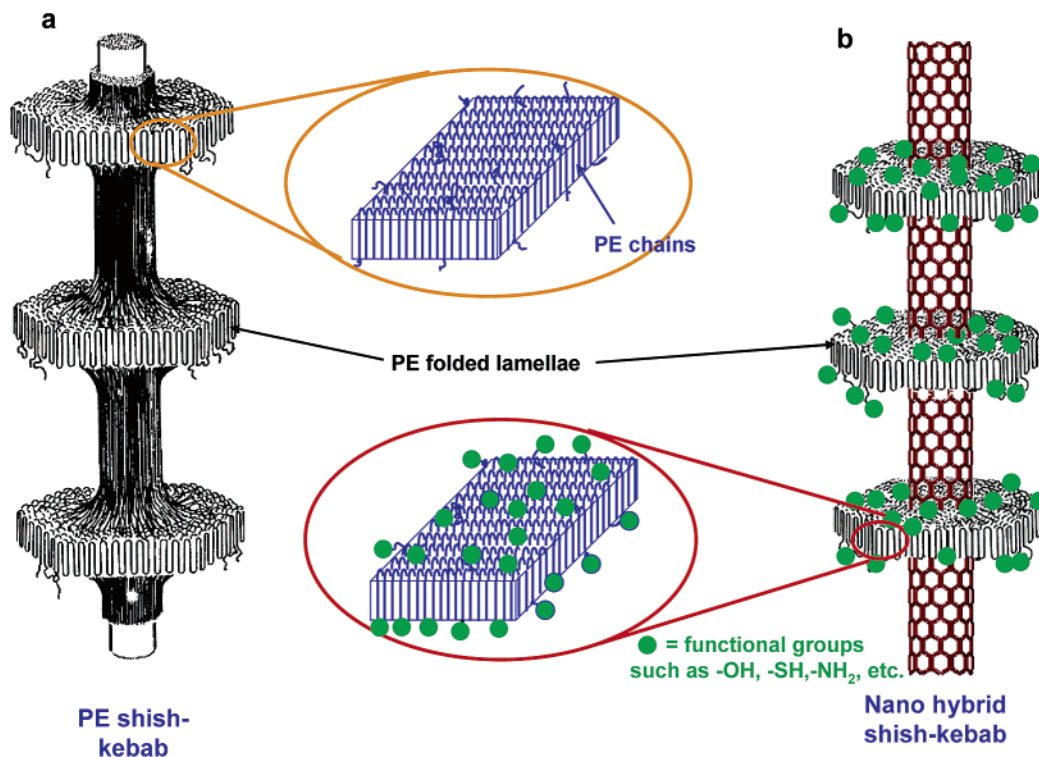 a
b
PE chains
PE folded lamellae
= functional groups
such as -OH, -SH,-NH₂, etc.
PE shish-
kebab
Nano hybrid
shish-kebab